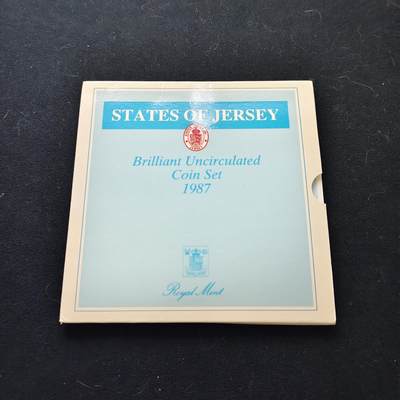 STATES OF JERSEY
Brilliant Uncirculated
Coin Set
1987
Royal Mint